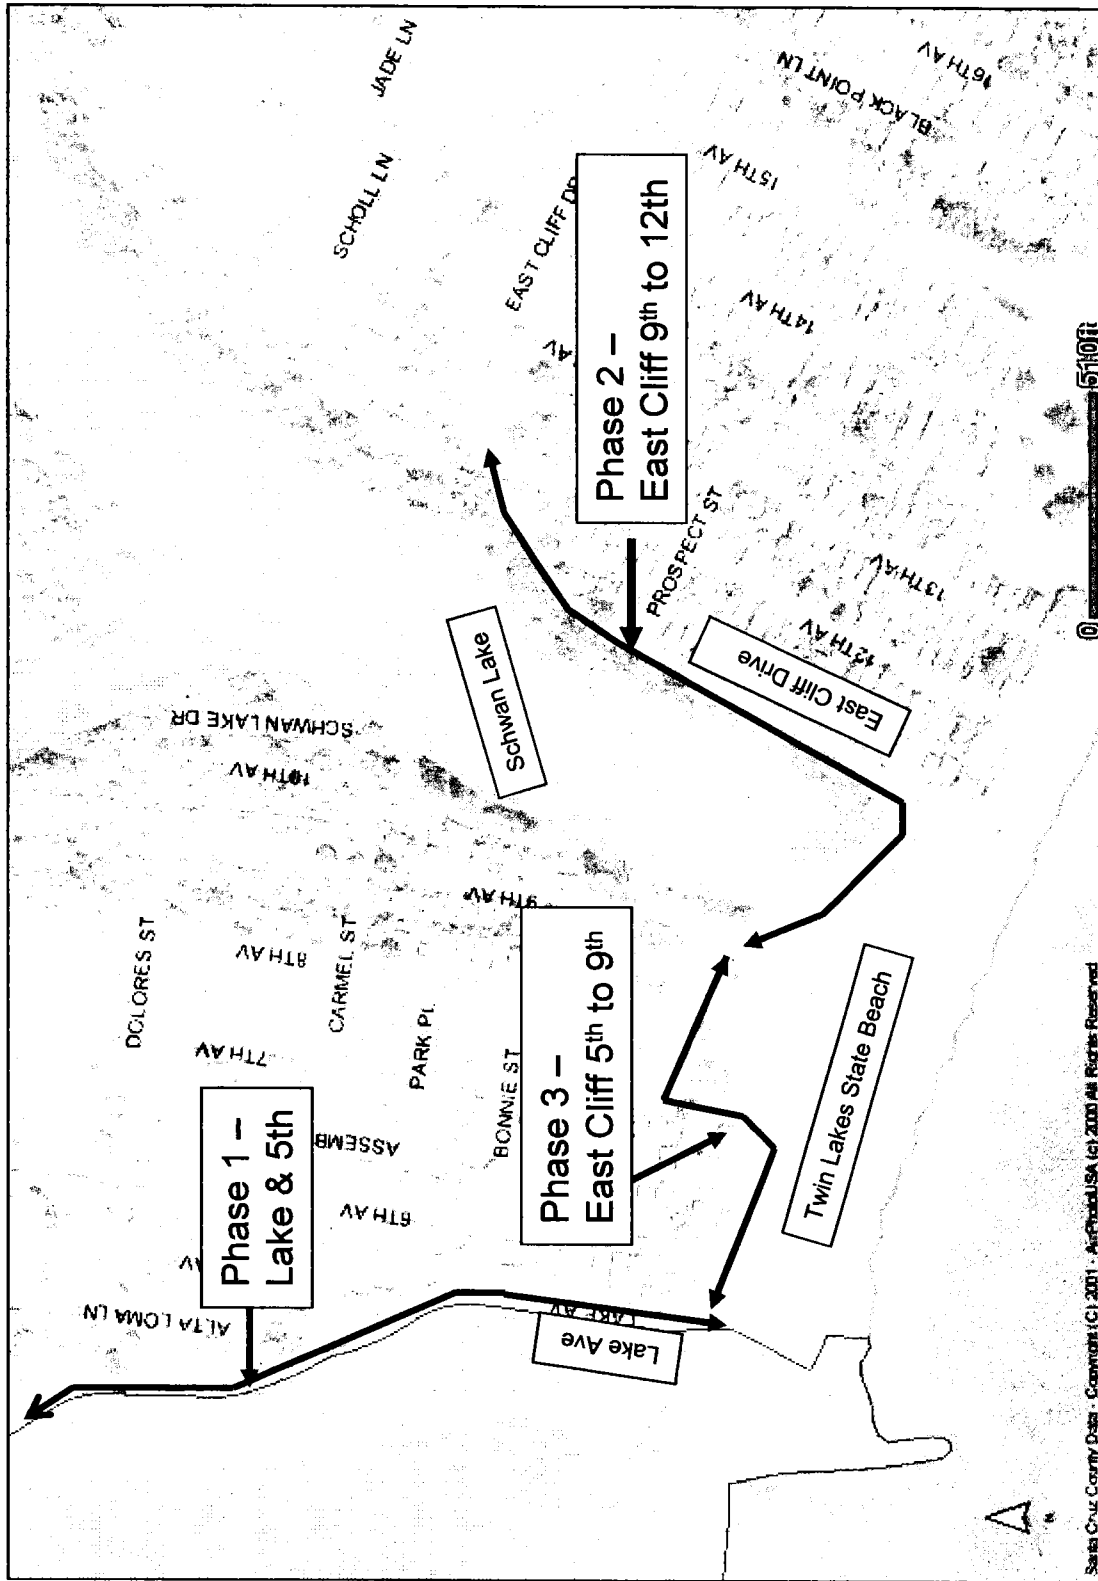 Phase 1 –
Lake & 5th
Phase 3 –
East Cliff 5th to 9th
Phase 2 –
East Cliff 9th to 12th
Lake Ave
Twin Lakes State Beach
Schwan Lake
East Cliff Drive
ALTA LOMA LN
AV
6TH AV
ASSEMB
7TH AV
8TH AV
DOLORES ST
CARMEL ST
PARK PL
BONNIE ST
LAKE AV
9TH AV
10TH AV
SCHWAN LAKE DR
SCHOLL LN
JADE LN
EAST CLIFF DR
AV
PROSPECT ST
12TH AV
13TH AV
14TH AV
15TH AV
BLACK POINT LN
16TH AV
0
510ft
N
Santa Cruz County Data - Copyright (C) 2001 - AirPhotoUSA (c) 2000 All Rights Reserved